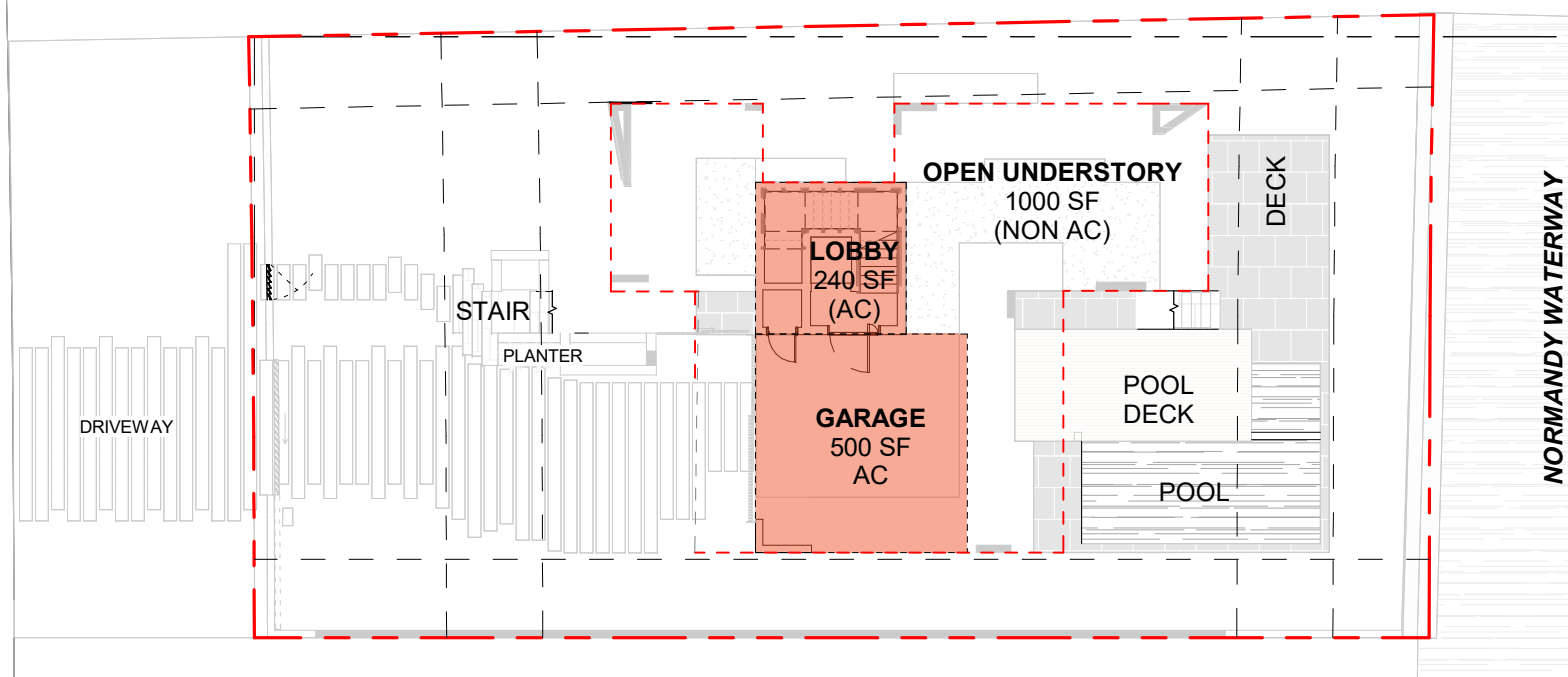 OPEN UNDERSTORY
1000 SF
(NON AC)
DECK
LOBBY
240 SF
(AC)
STAIR
PLANTER
DRIVEWAY
GARAGE
500 SF
AC
POOL
DECK
POOL
NORMANDY WATERWAY